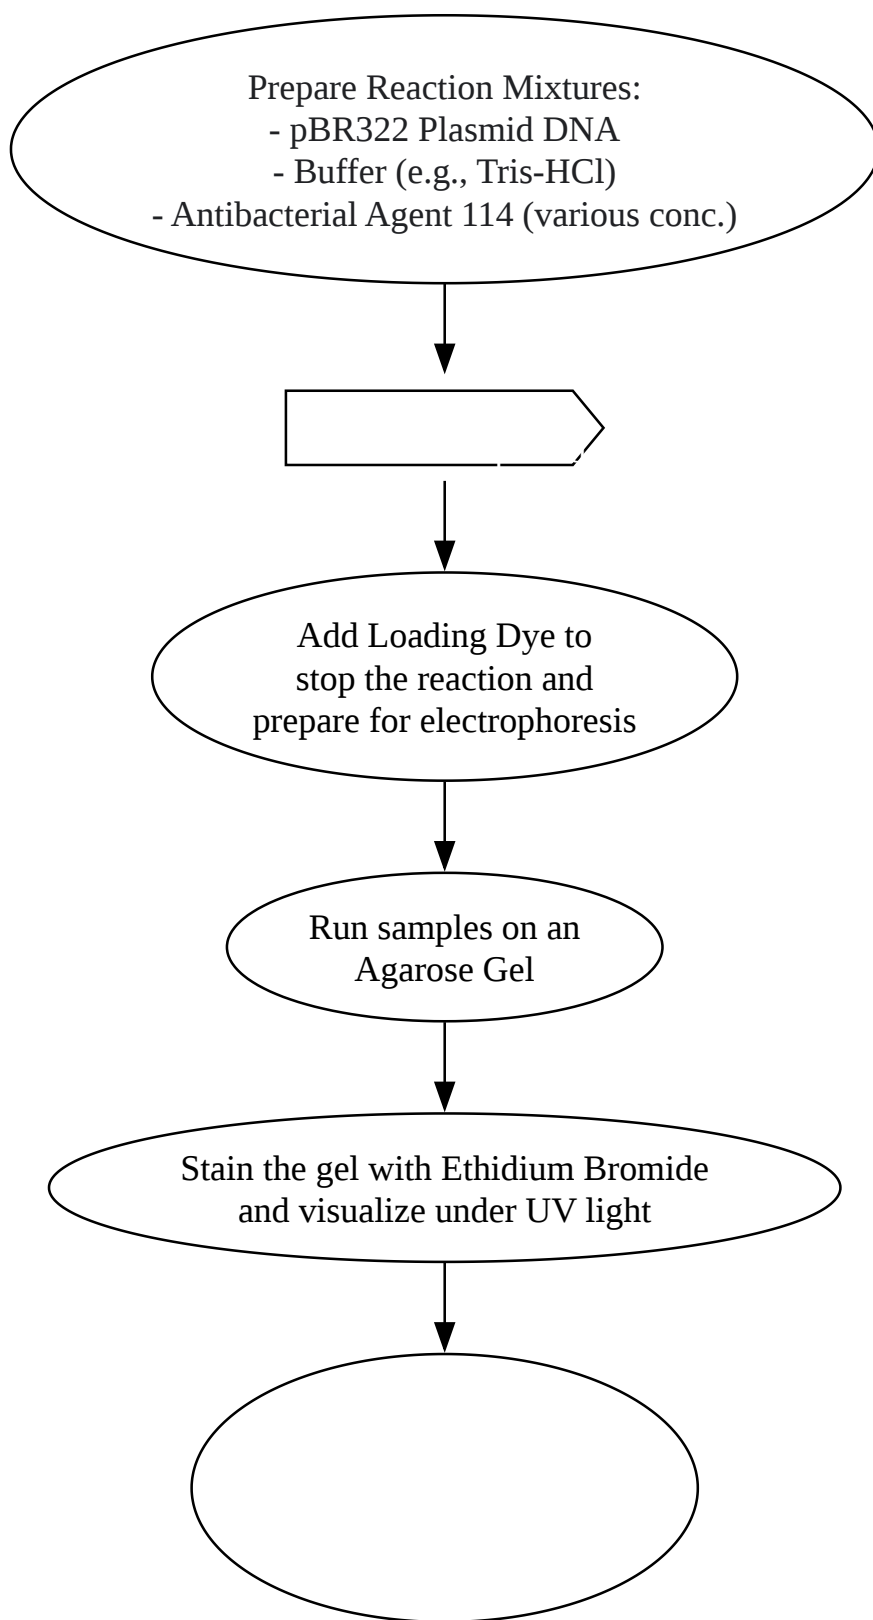 Prepare Reaction Mixtures:
- pBR322 Plasmid DNA
- Buffer (e.g., Tris-HCl)
- Antibacterial Agent 114 (various conc.)
Add Loading Dye to
stop the reaction and
prepare for electrophoresis
Run samples on an
Agarose Gel
Stain the gel with Ethidium Bromide
and visualize under UV light